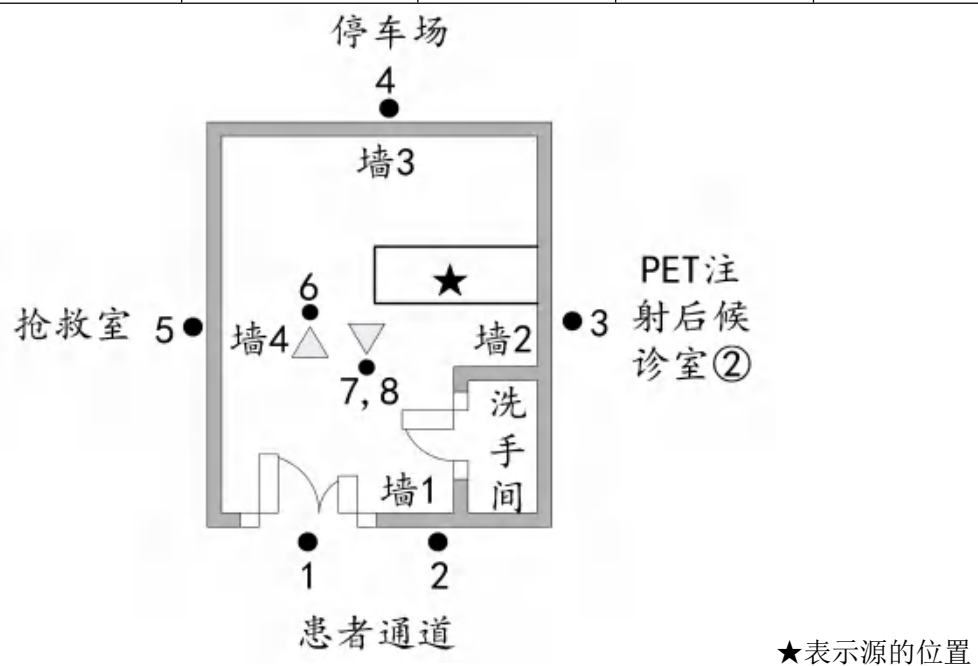 停车场
4
墙3
6
PET注
射后候
诊室②
抢救室
5
墙4
墙2
3
7,8
洗
手
间
墙1
1
2
患者通道
★表示源的位置